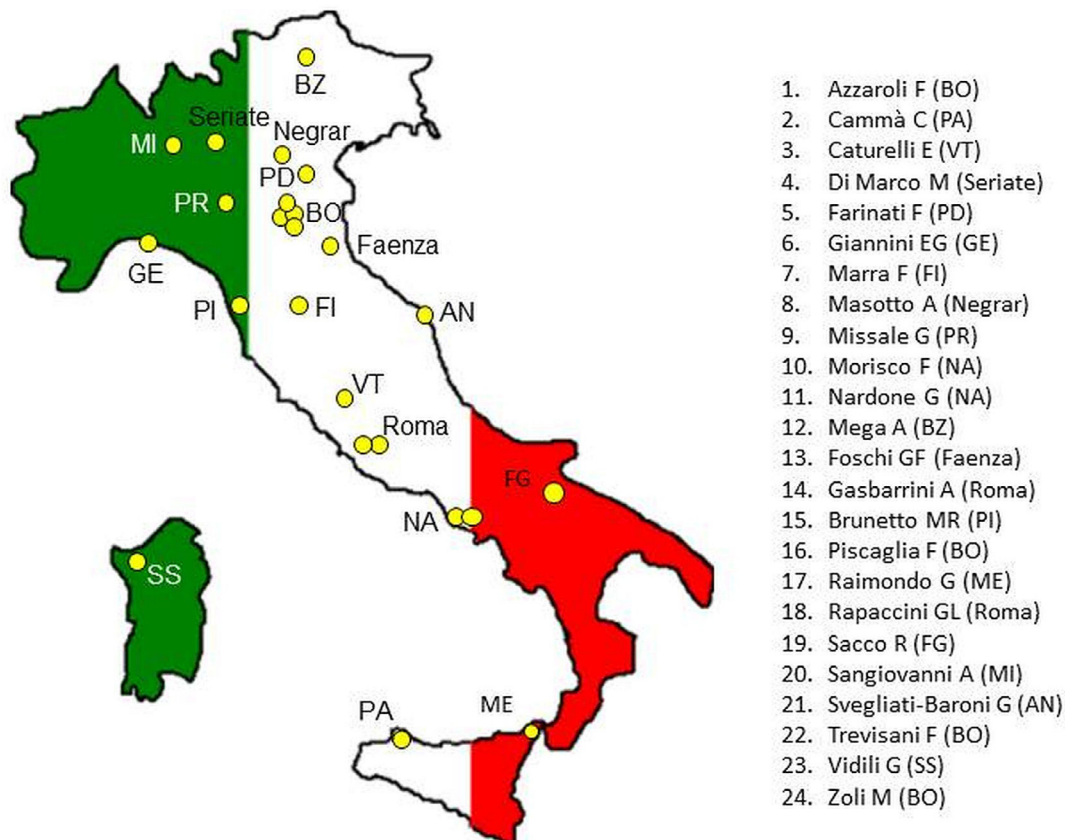 BZ
Seriate
MI
Negrar
PD
PR
BO
GE
Faenza
PI
FI
AN
VT
Roma
FG
NA
SS
PA
ME
1. Azzaroli F (BO)
2. Cammà C (PA)
3. Caturelli E (VT)
4. Di Marco M (Seriate)
5. Farinati F (PD)
6. Giannini EG (GE)
7. Marra F (FI)
8. Masotto A (Negrar)
9. Missale G (PR)
10. Morisco F (NA)
11. Nardone G (NA)
12. Mega A (BZ)
13. Foschi GF (Faenza)
14. Gasbarrini A (Roma)
15. Brunetto MR (PI)
16. Piscaglia F (BO)
17. Raimondo G (ME)
18. Rapaccini GL (Roma)
19. Sacco R (FG)
20. Sangiovanni A (MI)
21. Svegliati-Baroni G (AN)
22. Trevisani F (BO)
23. Vidili G (SS)
24. Zoli M (BO)